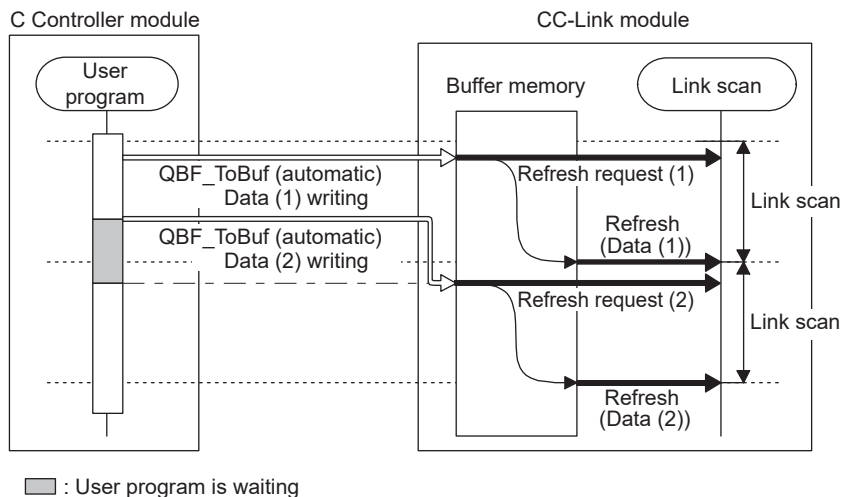 C Controller module
CC-Link module
User
program
Buffer memory
Link scan
QBF_ToBuf (automatic)
Data (1) writing
Refresh request (1)
Link scan
QBF_ToBuf (automatic)
Data (2) writing
Refresh
(Data (1))
Refresh request (2)
Link scan
Refresh
(Data (2))
: User program is waiting